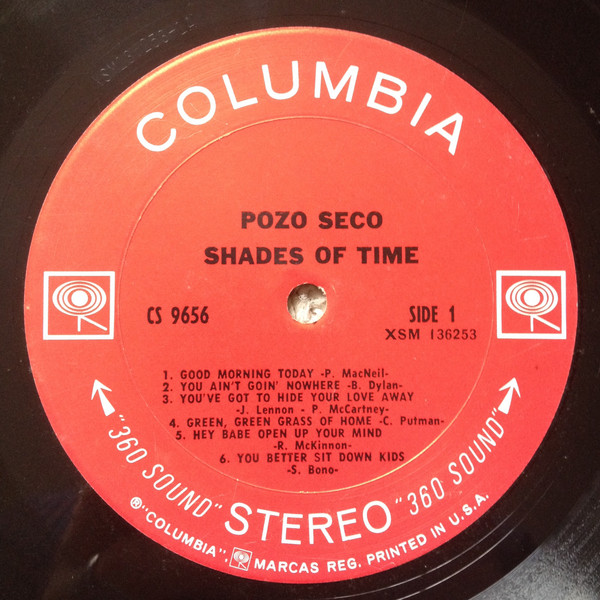 COLUMBIA
POZO SECO
SHADES OF TIME
CS 9656
SIDE 1
XSM 136253
1. GOOD MORNING TODAY -P. MacNeil-
2. YOU AIN'T GOIN' NOWHERE -B. Dylan-
3. YOU'VE GOT TO HIDE YOUR LOVE AWAY
-J. Lennon - P. McCartney-
4. GREEN, GREEN GRASS OF HOME -C. Putman-
5. HEY BABE OPEN UP YOUR MIND
-R. McKinnon-
6. YOU BETTER SIT DOWN KIDS
-S. Bono-
"360 SOUND" STEREO "360 SOUND"
®"COLUMBIA", MARCAS REG. PRINTED IN U.S.A.